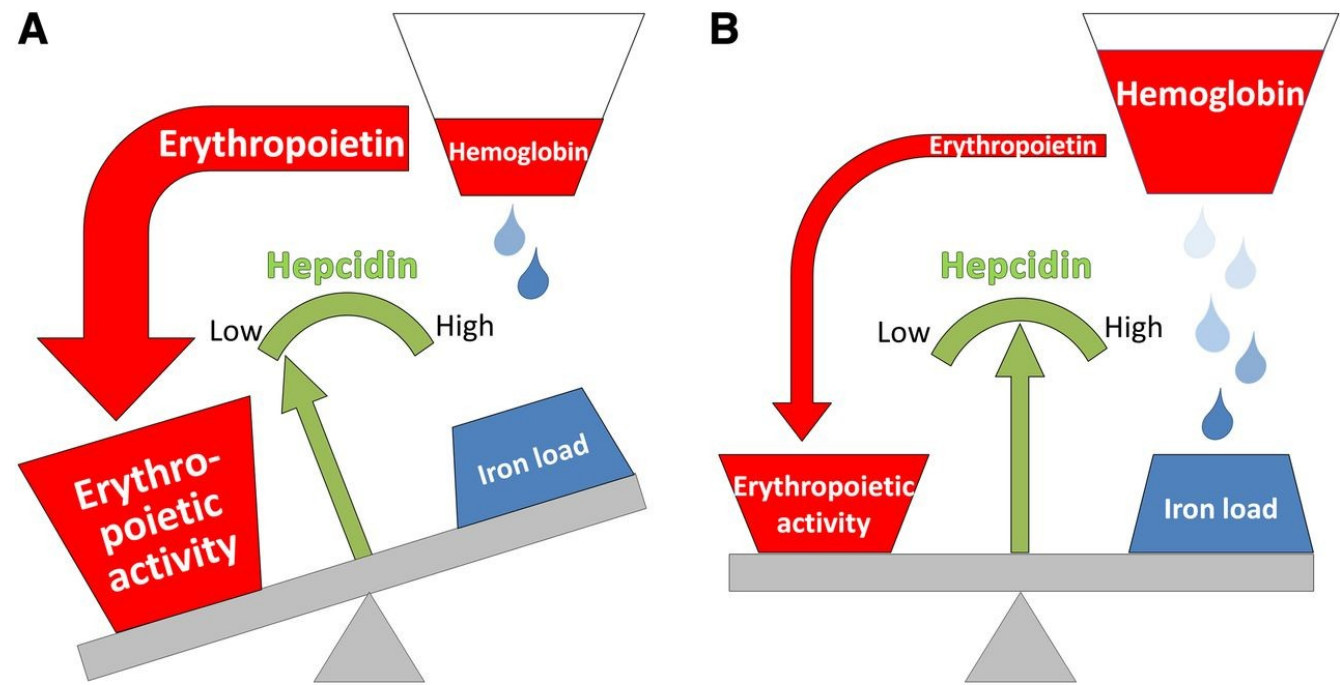 A
Erythropoietin
Hemoglobin
Hepcidin
Low
High
Erythro-
poietic
activity
Iron load
B
Hemoglobin
Erythropoietin
Hepcidin
Low
High
Erythropoietic
activity
Iron load